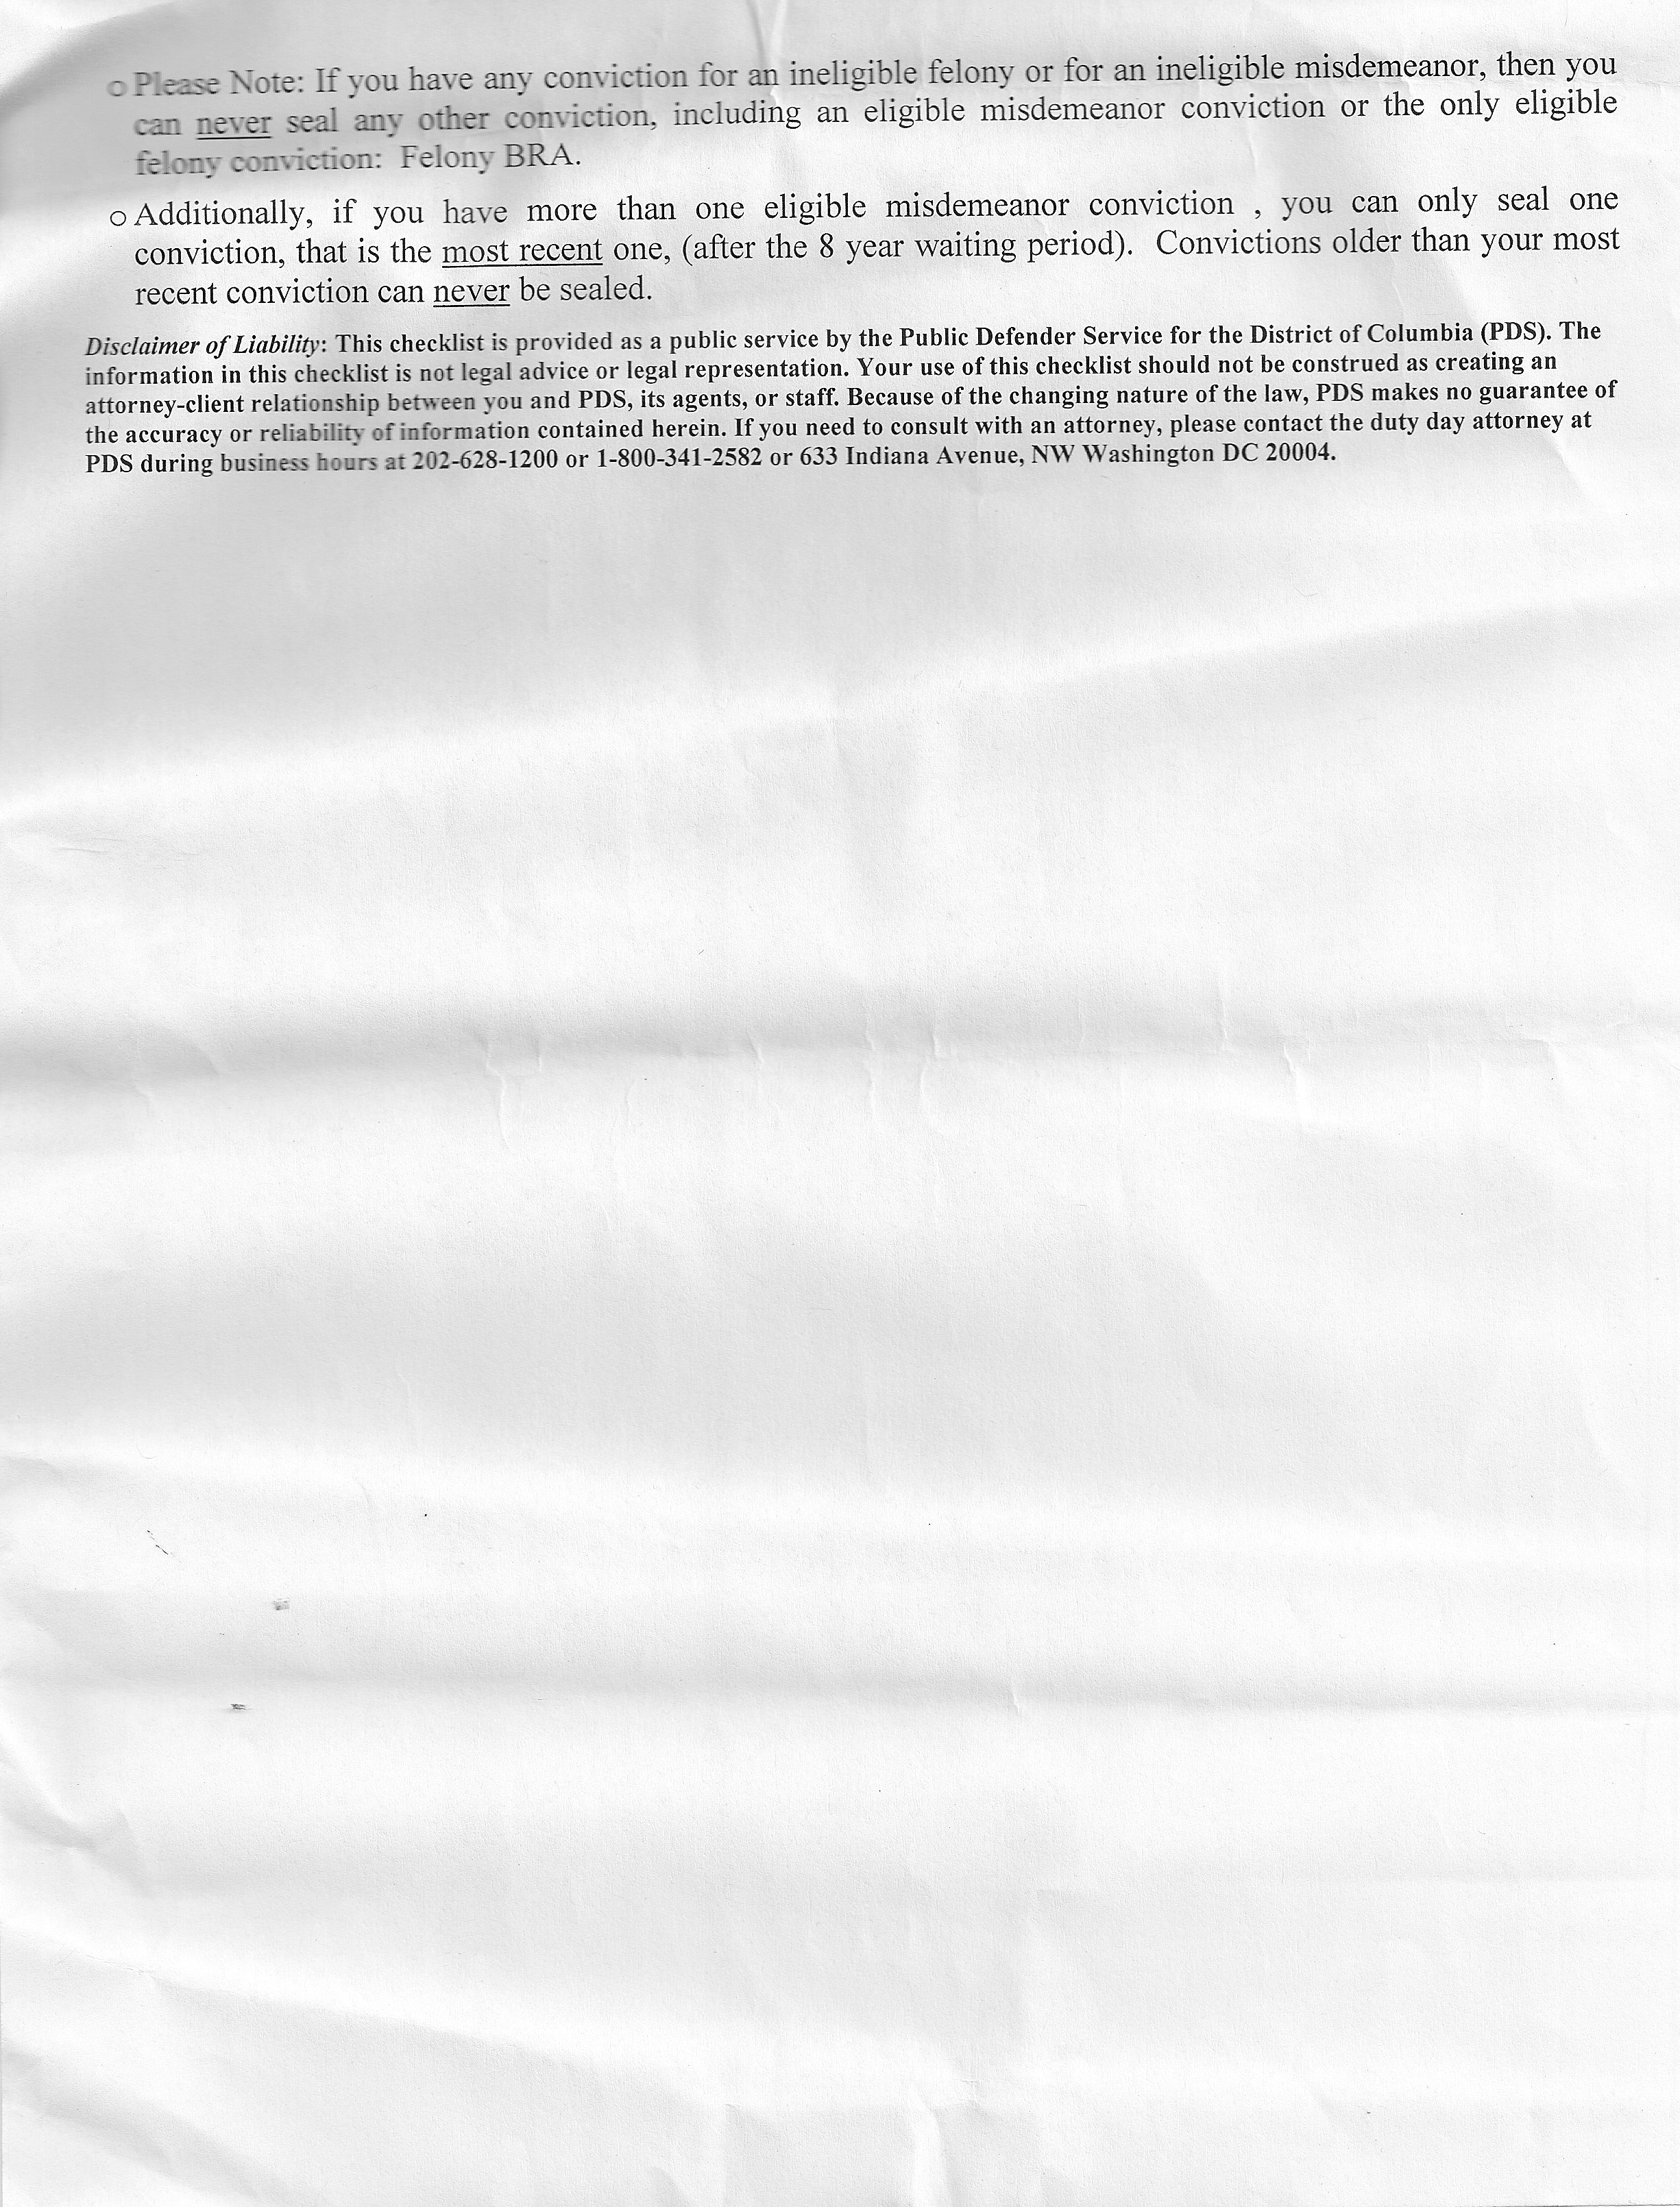 o Please Note: If you have any conviction for an ineligible felony or for an ineligible misdemeanor, then you
can never seal any other conviction, including an eligible misdemeanor conviction or the only eligible
felony conviction: Felony BRA.
o Additionally, if you have more than one eligible misdemeanor conviction , you can only seal one
conviction, that is the most recent one, (after the 8 year waiting period). Convictions older than your most
recent conviction can never be sealed.
Disclaimer of Liability: This checklist is provided as a public service by the Public Defender Service for the District of Columbia (PDS). The
information in this checklist is not legal advice or legal representation. Your use of this checklist should not be construed as creating an
attorney-client relationship between you and PDS, its agents, or staff. Because of the changing nature of the law, PDS makes no guarantee of
the accuracy or reliability of information contained herein. If you need to consult with an attorney, please contact the duty day attorney at
PDS during business hours at 202-628-1200 or 1-800-341-2582 or 633 Indiana Avenue, NW Washington DC 20004.